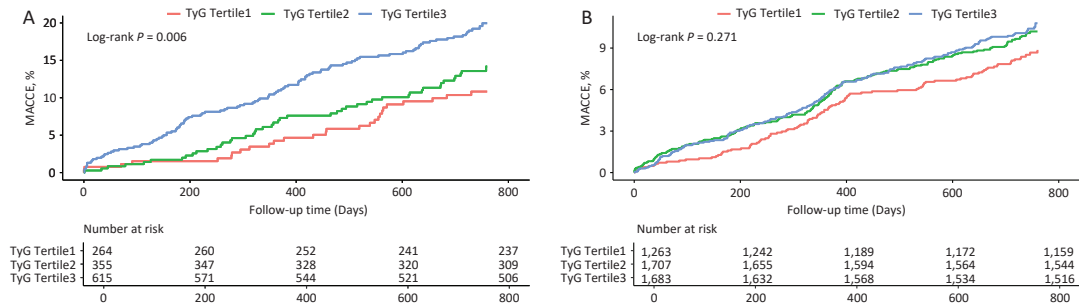 A
TyG Tertile1 TyG Tertile2 TyG Tertile3
Log-rank P = 0.006
MACCE, %
20
15
10
5
0
0 200 400 600 800
Follow-up time (Days)
Number at risk
TyG Tertile1 264 260 252 241 237
TyG Tertile2 355 347 328 320 309
TyG Tertile3 615 571 544 521 506
0 200 400 600 800
B
TyG Tertile1 TyG Tertile2 TyG Tertile3
Log-rank P = 0.271
MACCE, %
9
6
3
0
0 200 400 600 800
Follow-up time (Days)
Number at risk
TyG Tertile1 1,263 1,242 1,189 1,172 1,159
TyG Tertile2 1,707 1,655 1,594 1,564 1,544
TyG Tertile3 1,683 1,632 1,568 1,534 1,516
0 200 400 600 800